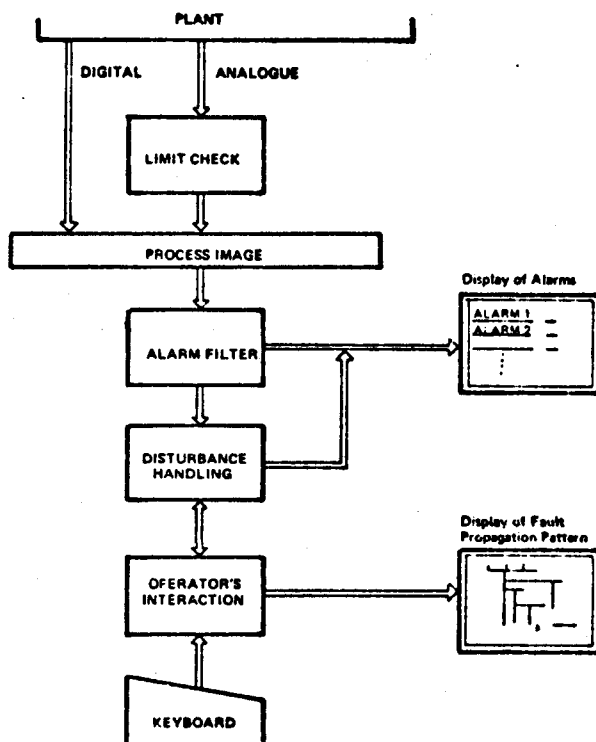 PLANT
DIGITAL
ANALOGUE
LIMIT CHECK
PROCESS IMAGE
Display of Alarms
ALARM 1
ALARM 2
ALARM FILTER
DISTURBANCE
HANDLING
Display of Fault
Propagation Pattern
OPERATOR'S
INTERACTION
KEYBOARD